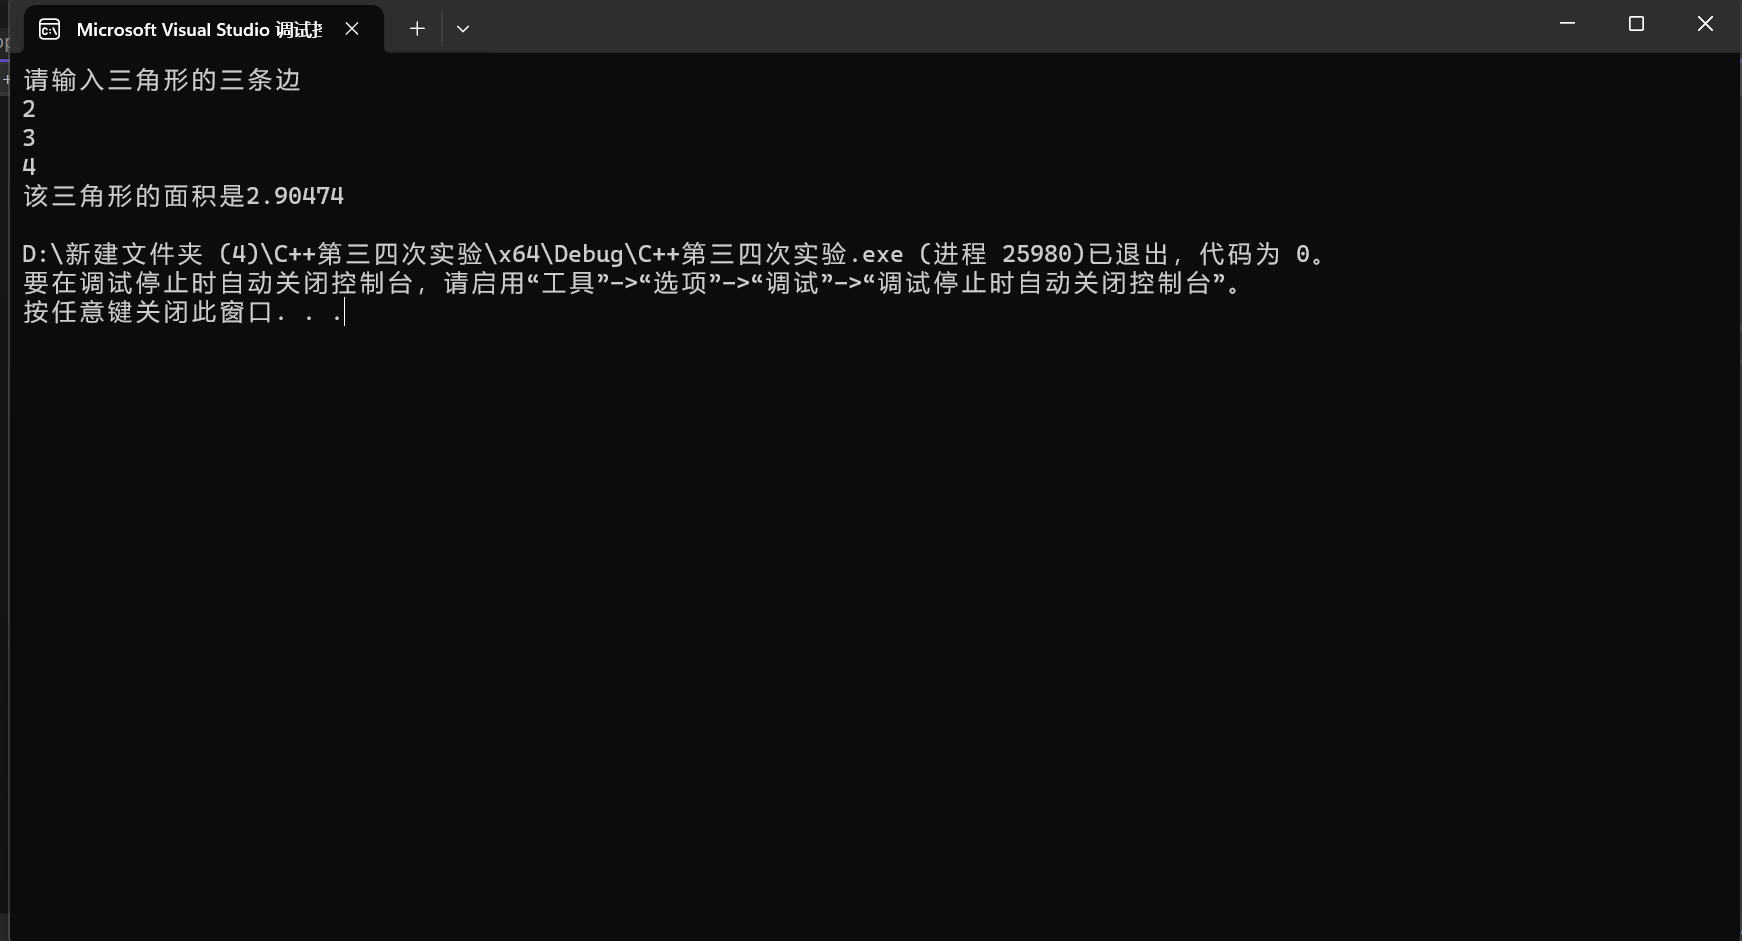 Microsoft Visual Studio 调试
请输入三角形的三条边
2
3
4
该三角形的面积是2.90474
D:\新建文件夹 (4)\C++第三四次实验\x64\Debug\C++第三四次实验.exe (进程 25980)已退出，代码为 0。
要在调试停止时自动关闭控制台，请启用“工具”->“选项”->“调试”->“调试停止时自动关闭控制台”。
按任意键关闭此窗口. . .